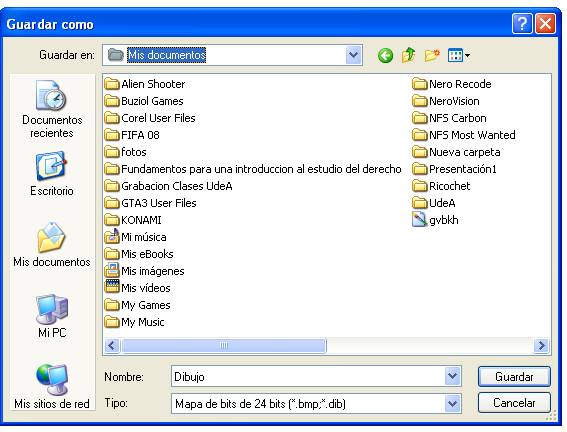 Guardar como
Guardar en:
Mis documentos
Documentos
recientes
Escritorio
Mis documentos
Mi PC
Mis sitios de red
Alien Shooter
Buziol Games
Corel User Files
FIFA 08
fotos
Fundamentos para una introduccion al estudio del derecho
Grabacion Clases UdeA
GTA3 User Files
KONAMI
Mi música
Mis eBooks
Mis imágenes
Mis vídeos
My Games
My Music
Nero Recode
NeroVision
NFS Carbon
NFS Most Wanted
Nueva carpeta
Presentación1
Ricochet
UdeA
gvbkh
Nombre:
Dibujo
Guardar
Tipo:
Mapa de bits de 24 bits (*.bmp;*.dib)
Cancelar